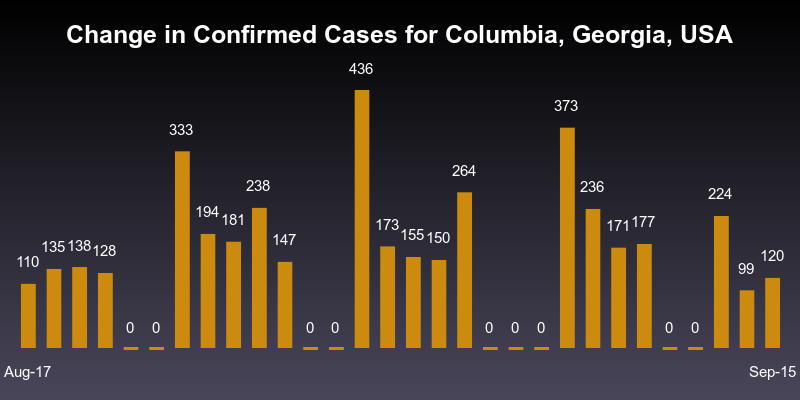 Change in Confirmed Cases for Columbia, Georgia, USA
110 135 138 128 0 0 333 194 181 238 147 0 0 436 173 155 150 264 0 0 0 373 236 171 177 0 0 224 99 120
Aug-17 Sep-15